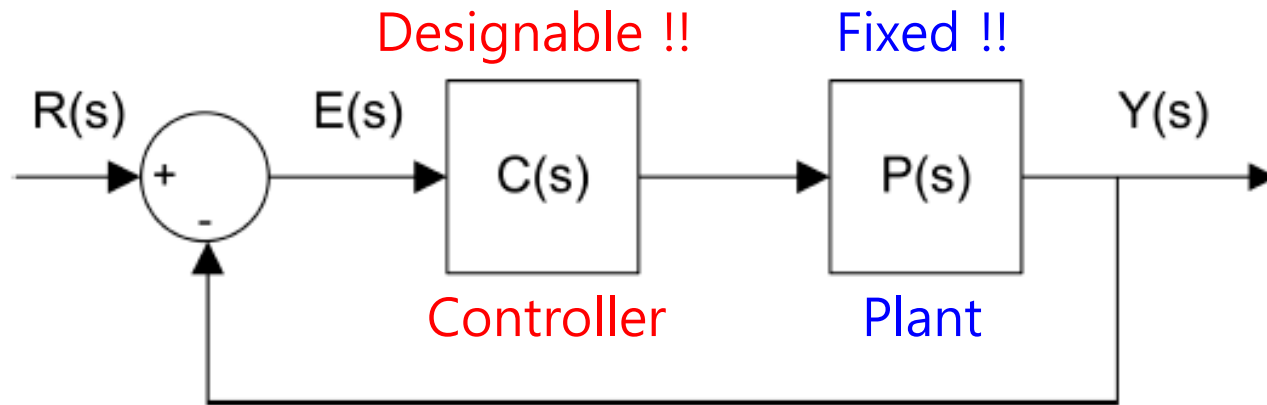 Designable !!
Fixed !!
R(s)
E(s)
Y(s)
+
C(s)
P(s)
-
Controller
Plant